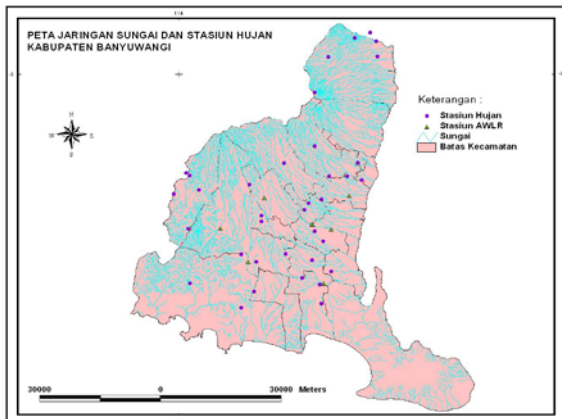 114
PETA JARINGAN SUNGAI DAN STASIUN HUJAN
KABUPATEN BANYUWANGI
Keterangan :
Stasiun Hujan
Stasiun AWLR
Sungai
Batas Kecamatan
30000 0 30000 Meters